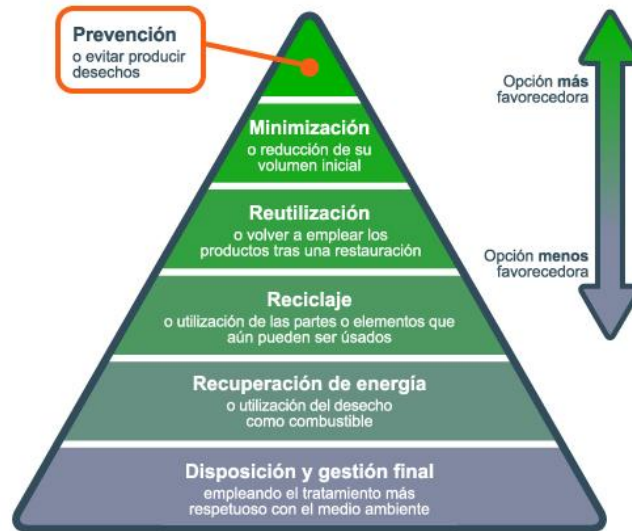 Prevención
o evitar producir
desechos
Opción más
favorecedora
Minimización
o reducción de su
volumen inicial
Reutilización
o volver a emplear los
productos tras una restauración
Opción menos
favorecedora
Reciclaje
o utilización de las partes o elementos que
aún pueden ser úsados
Recuperación de energía
o utilización del desecho
como combustible
Disposición y gestión final
empleando el tratamiento más
respetuoso con el medio ambiente